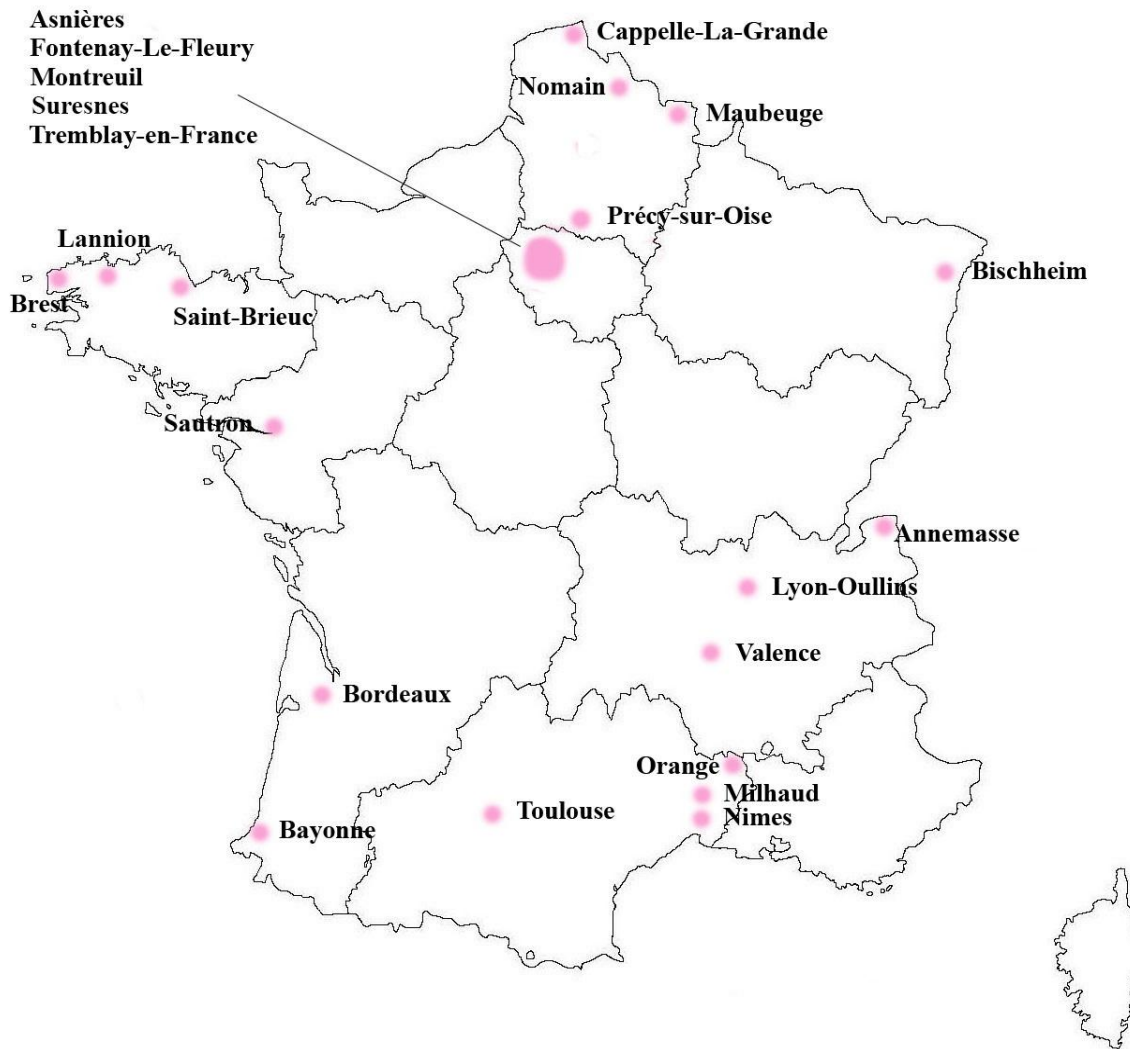 Asnières
Fontenay-Le-Fleury
Montreuil
Suresnes
Tremblay-en-France
Cappelle-La-Grande
Nomain
Maubeuge
Précy-sur-Oise
Lannion
Bischheim
Brest
Saint-Brieuc
Sautron
Annemasse
Lyon-Oullins
Valence
Bordeaux
Orange
Milhaud
Toulouse
Nimes
Bayonne